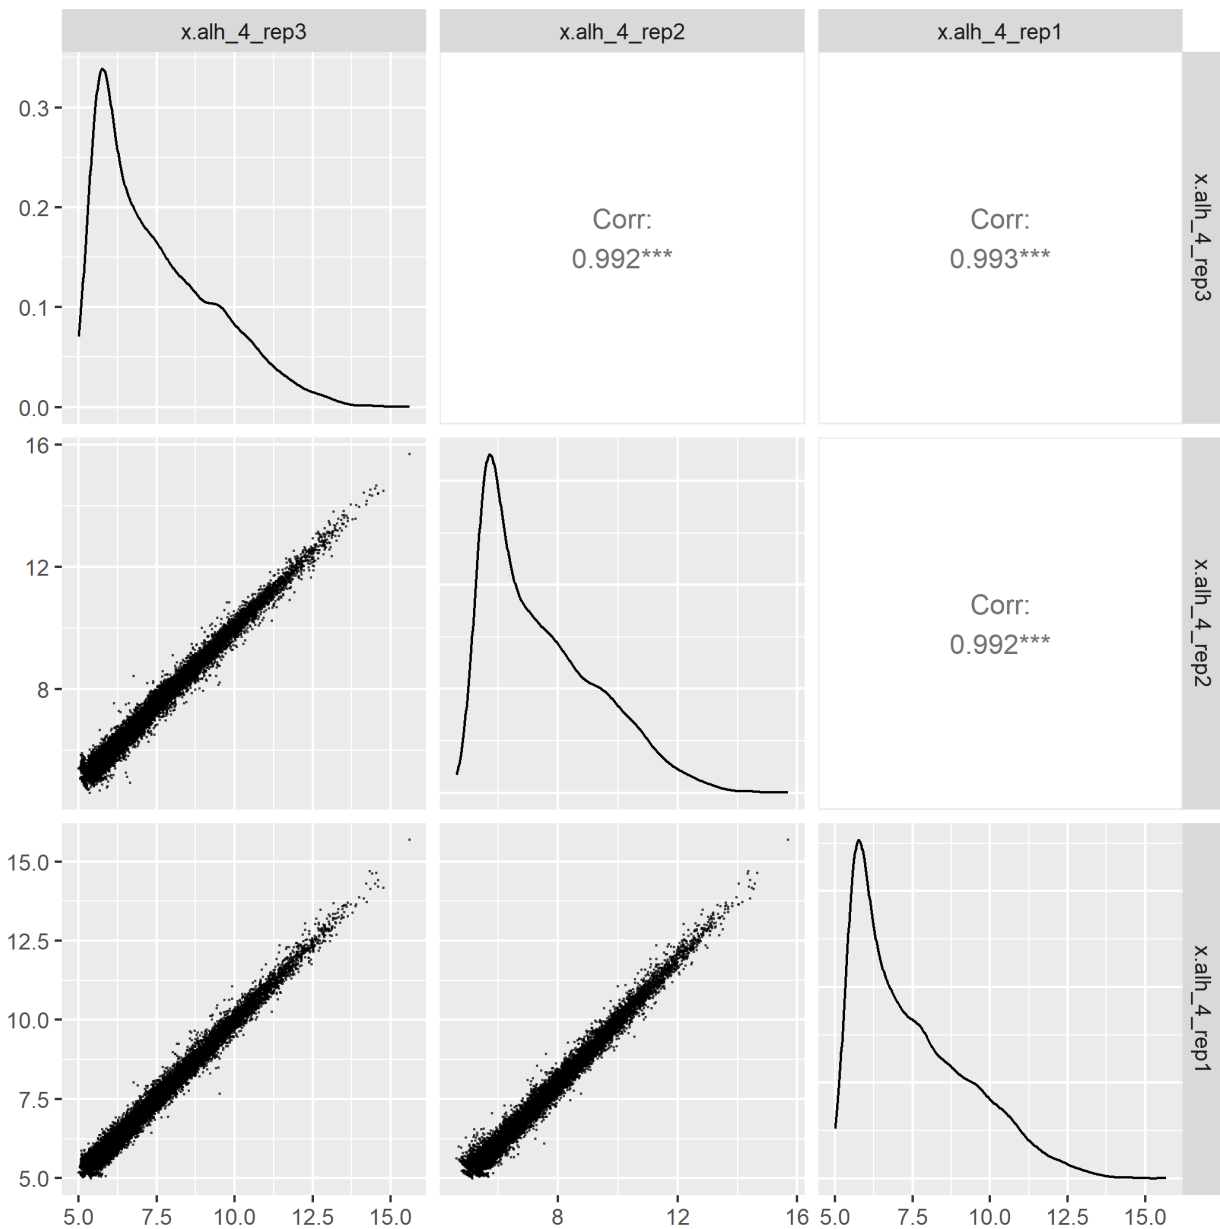 x.alh_4_rep3
x.alh_4_rep2
x.alh_4_rep1
0.3
0.2
0.1
0.0
Corr:
0.992***
Corr:
0.993***
x.alh_4_rep3
16
12
8
Corr:
0.992***
x.alh_4_rep2
15.0
12.5
10.0
7.5
5.0
x.alh_4_rep1
5.0 7.5 10.0 12.5 15.0
8 12 16
5.0 7.5 10.0 12.5 15.0